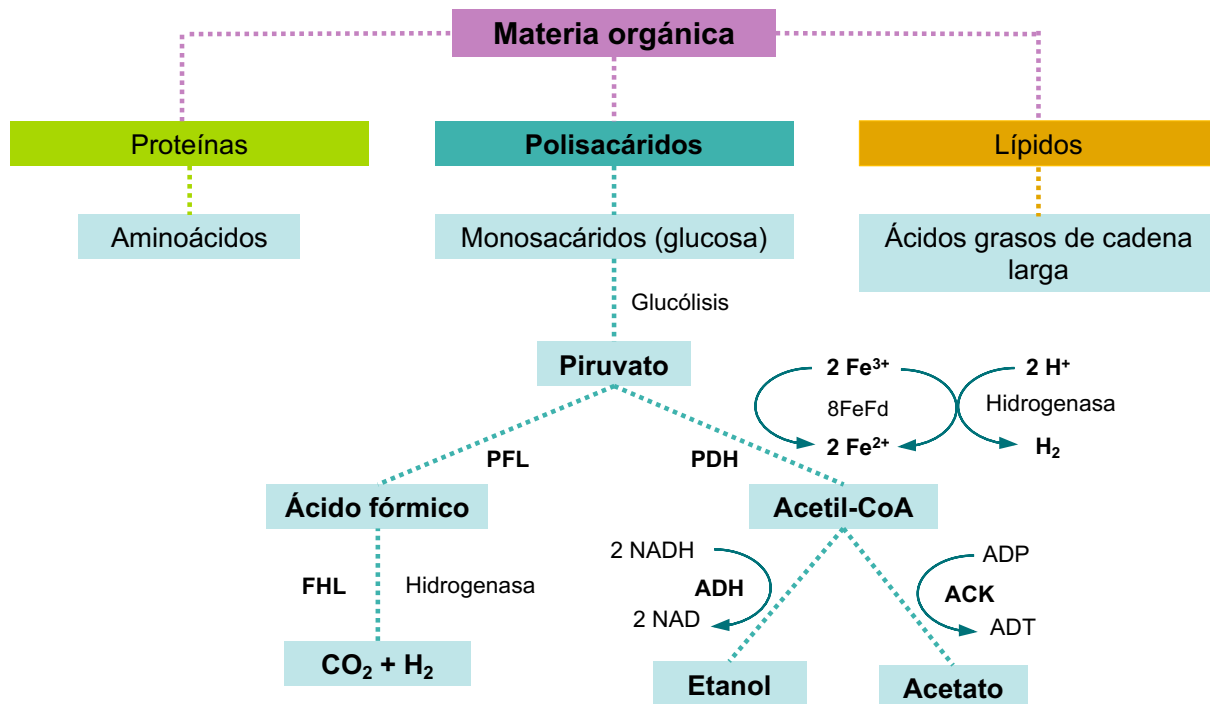 Materia orgánica
Proteínas
Polisacáridos
Lípidos
Aminoácidos
Monosacáridos (glucosa)
Ácidos grasos de cadena
larga
Glucólisis
Piruvato
2 Fe³⁺
2 H⁺
8FeFd
Hidrogenasa
2 Fe²⁺
H₂
PFL
PDH
Ácido fórmico
Acetil-CoA
2 NADH
ADP
FHL
Hidrogenasa
ADH
ACK
2 NAD
ADT
CO₂ + H₂
Etanol
Acetato